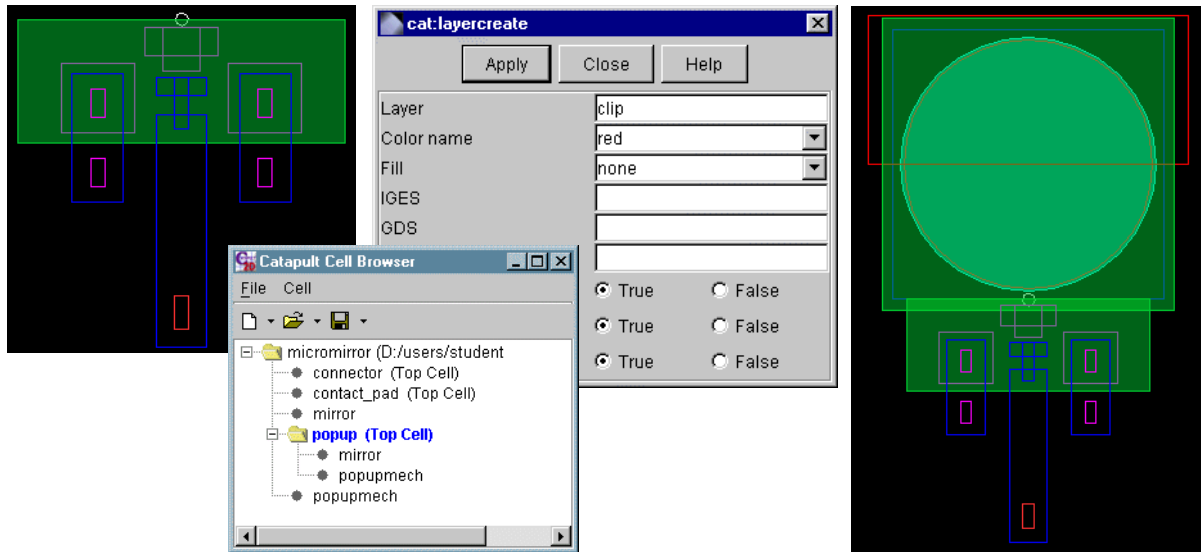 cat:layercreate
Apply Close Help
Layer clip
Color name red
Fill none
IGES
GDS
True False
True False
True False
Catapult Cell Browser
File Cell
micromirror (D:/users/student
connector (Top Cell)
contact_pad (Top Cell)
mirror
popup (Top Cell)
mirror
popupmech
popupmech